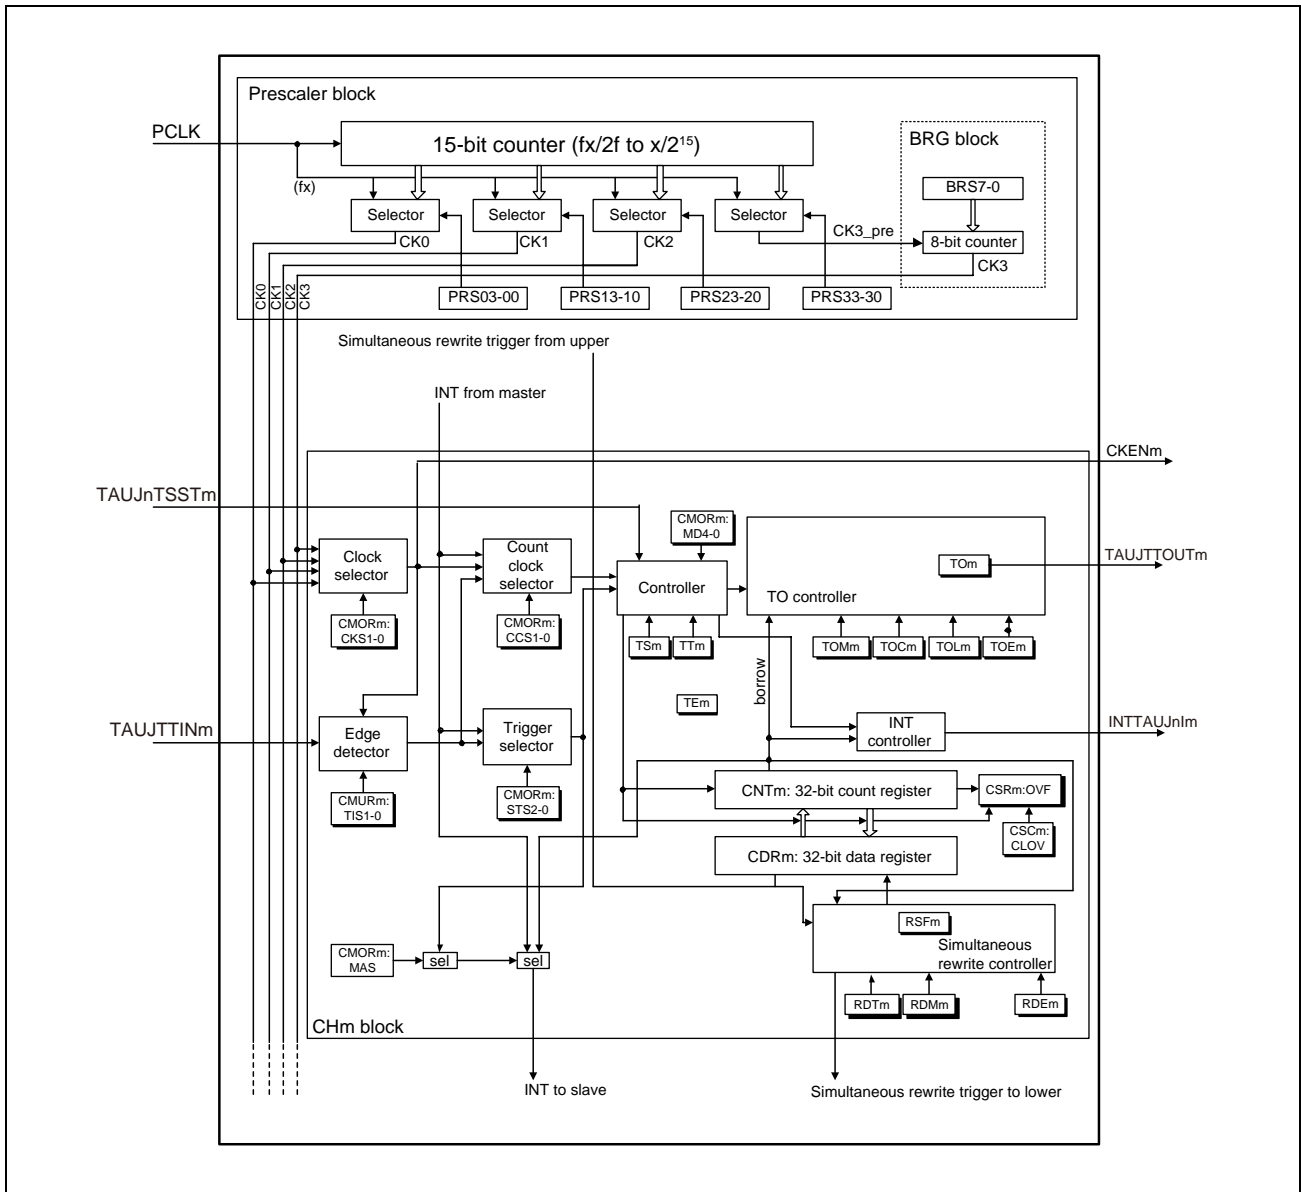 Prescaler block
PCLK
15-bit counter (fx/2f to x/2¹⁵)
BRG block
(fx)
BRS7-0
Selector
Selector
Selector
Selector
CK3_pre
8-bit counter
CK0
CK1
CK2
CK3
CK0
CK1
CK2
CK3
PRS03-00
PRS13-10
PRS23-20
PRS33-30
Simultaneous rewrite trigger from upper
INT from master
CKENm
TAUJnTSSTm
CMORm:
MD4-0
Clock
selector
Count
clock
selector
Controller
TOm
TAUJTTOUTm
TO controller
CMORm:
CKS1-0
CMORm:
CCS1-0
TSm
TTm
TOMm
TOCm
TOLm
TOEm
borrow
TEm
TAUJTTINm
Edge
detector
Trigger
selector
INT
controller
INTTAUJnIm
CMURm:
TIS1-0
CMORm:
STS2-0
CNTm: 32-bit count register
CSRm:OVF
CSCm:
CLOV
CDRm: 32-bit data register
RSFm
Simultaneous
rewrite controller
CMORm:
MAS
sel
sel
RDTm
RDMm
RDEm
CHm block
INT to slave
Simultaneous rewrite trigger to lower